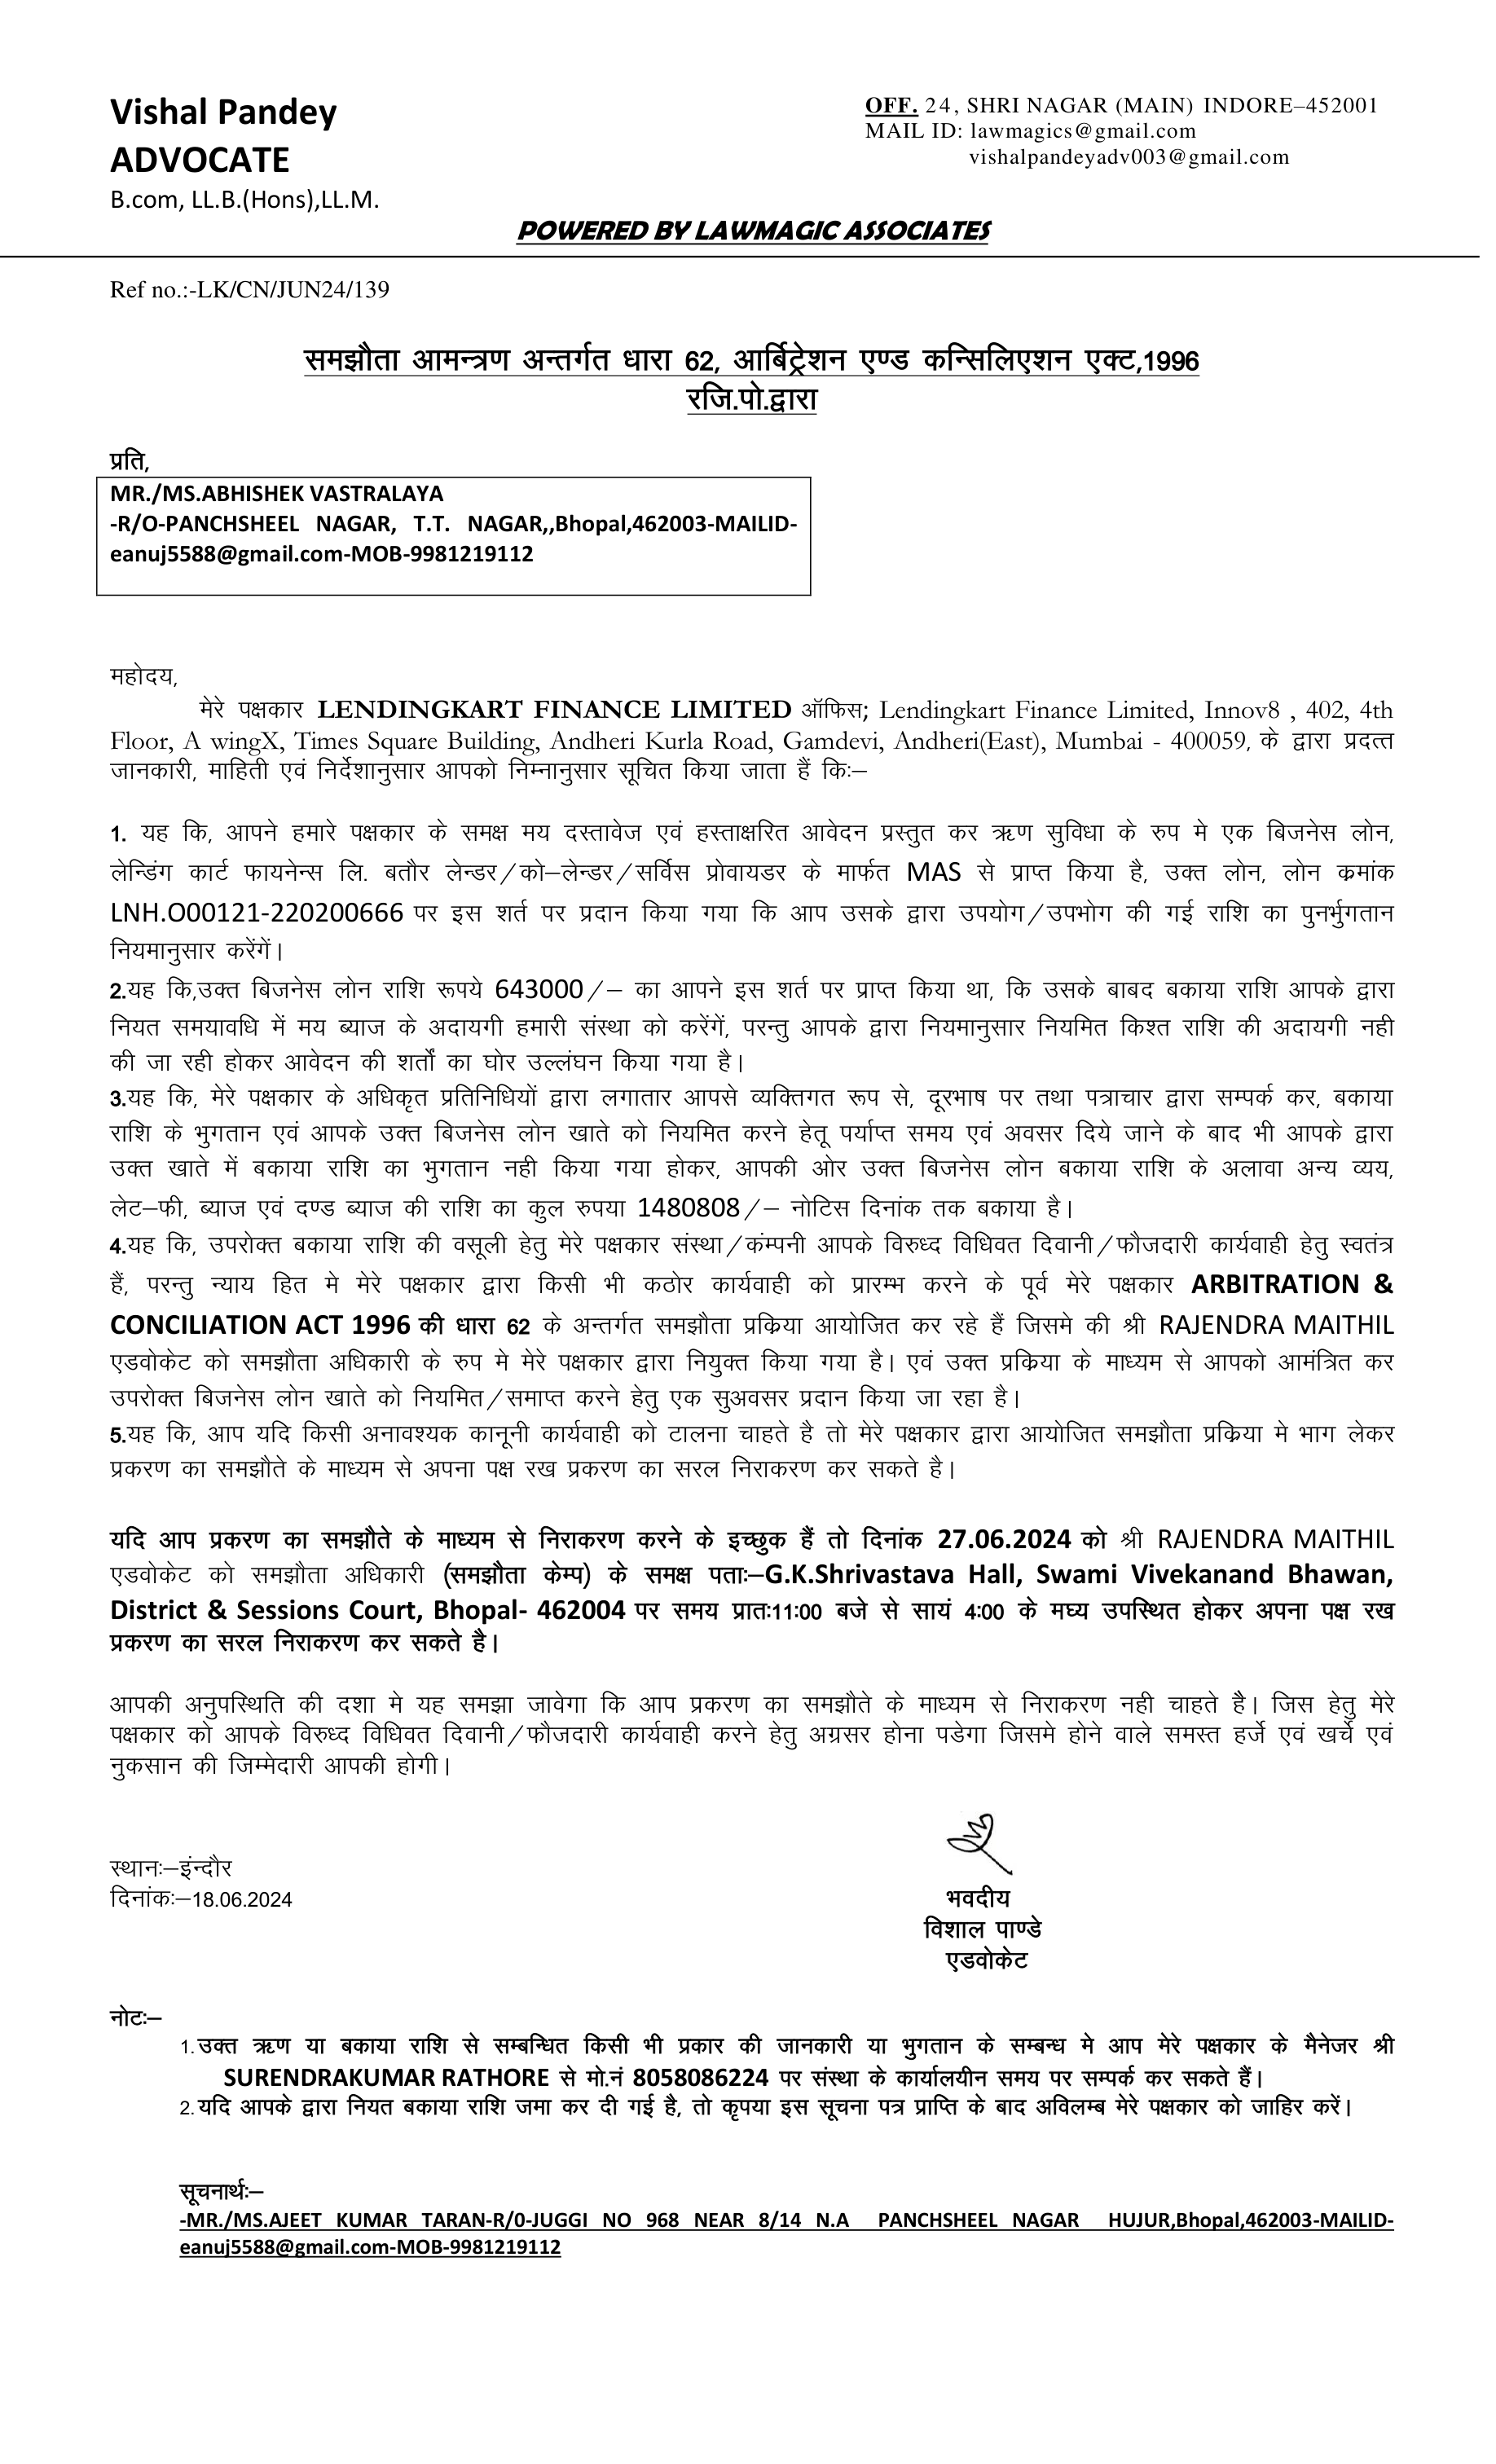 Vishal Pandey
ADVOCATE
B.com, LL.B.(Hons),LL.M.
OFF. 24, SHRI NAGAR (MAIN) INDORE–452001
MAIL ID: lawmagics@gmail.com
vishalpandeyadv003@gmail.com
POWERED BY LAWMAGIC ASSOCIATES
Ref no.:-LK/CN/JUN24/139
समझौता आमन्त्रण अन्तर्गत धारा 62, आर्बिट्रेशन एण्ड कन्सिलिएशन एक्ट,1996
रजि.पो.द्वारा
प्रति,
MR./MS.ABHISHEK VASTRALAYA
-R/O-PANCHSHEEL NAGAR, T.T. NAGAR,,Bhopal,462003-MAILID-
eanuj5588@gmail.com-MOB-9981219112
महोदय,
मेरे पक्षकार LENDINGKART FINANCE LIMITED ऑफिस; Lendingkart Finance Limited, Innov8 , 402, 4th
Floor, A wingX, Times Square Building, Andheri Kurla Road, Gamdevi, Andheri(East), Mumbai - 400059, के द्वारा प्रदत्त
जानकारी, माहिती एवं निर्देशानुसार आपको निम्नानुसार सूचित किया जाता हैं किः–
1. यह कि, आपने हमारे पक्षकार के समक्ष मय दस्तावेज एवं हस्ताक्षरित आवेदन प्रस्तुत कर ऋण सुविधा के रुप मे एक बिजनेस लोन,
लेन्डिंग कार्ट फायनेन्स लि. बतौर लेन्डर/को–लेन्डर/सर्विस प्रोवायडर के मार्फत MAS से प्राप्त किया है, उक्त लोन, लोन क्रमांक
LNH.O00121-220200666 पर इस शर्त पर प्रदान किया गया कि आप उसके द्वारा उपयोग/उपभोग की गई राशि का पुनर्भुगतान
नियमानुसार करेंगें।
2.यह कि,उक्त बिजनेस लोन राशि रूपये 643000/– का आपने इस शर्त पर प्राप्त किया था, कि उसके बाबद बकाया राशि आपके द्वारा
नियत समयावधि में मय ब्याज के अदायगी हमारी संस्था को करेंगें, परन्तु आपके द्वारा नियमानुसार नियमित किश्त राशि की अदायगी नही
की जा रही होकर आवेदन की शर्तों का घोर उल्लंघन किया गया है।
3.यह कि, मेरे पक्षकार के अधिकृत प्रतिनिधियों द्वारा लगातार आपसे व्यक्तिगत रूप से, दूरभाष पर तथा पत्राचार द्वारा सम्पर्क कर, बकाया
राशि के भुगतान एवं आपके उक्त बिजनेस लोन खाते को नियमित करने हेतू पर्याप्त समय एवं अवसर दिये जाने के बाद भी आपके द्वारा
उक्त खाते में बकाया राशि का भुगतान नही किया गया होकर, आपकी ओर उक्त बिजनेस लोन बकाया राशि के अलावा अन्य व्यय,
लेट–फी, ब्याज एवं दण्ड ब्याज की राशि का कुल रुपया 1480808/– नोटिस दिनांक तक बकाया है।
4.यह कि, उपरोक्त बकाया राशि की वसूली हेतु मेरे पक्षकार संस्था/कंम्पनी आपके विरुध्द विधिवत दिवानी/फौजदारी कार्यवाही हेतु स्वतंत्र
हैं, परन्तु न्याय हित मे मेरे पक्षकार द्वारा किसी भी कठोर कार्यवाही को प्रारम्भ करने के पूर्व मेरे पक्षकार ARBITRATION &
CONCILIATION ACT 1996 की धारा 62 के अन्तर्गत समझौता प्रक्रिया आयोजित कर रहे हैं जिसमे की श्री RAJENDRA MAITHIL
एडवोकेट को समझौता अधिकारी के रुप मे मेरे पक्षकार द्वारा नियुक्त किया गया है। एवं उक्त प्रक्रिया के माध्यम से आपको आमंत्रित कर
उपरोक्त बिजनेस लोन खाते को नियमित/समाप्त करने हेतु एक सुअवसर प्रदान किया जा रहा है।
5.यह कि, आप यदि किसी अनावश्यक कानूनी कार्यवाही को टालना चाहते है तो मेरे पक्षकार द्वारा आयोजित समझौता प्रक्रिया मे भाग लेकर
प्रकरण का समझौते के माध्यम से अपना पक्ष रख प्रकरण का सरल निराकरण कर सकते है।
यदि आप प्रकरण का समझौते के माध्यम से निराकरण करने के इच्छुक हैं तो दिनांक 27.06.2024 को श्री RAJENDRA MAITHIL
एडवोकेट को समझौता अधिकारी (समझौता केम्प) के समक्ष पताः–G.K.Shrivastava Hall, Swami Vivekanand Bhawan,
District & Sessions Court, Bhopal- 462004 पर समय प्रातः11:00 बजे से सायं 4:00 के मघ्य उपस्थित होकर अपना पक्ष रख
प्रकरण का सरल निराकरण कर सकते है।
आपकी अनुपस्थिति की दशा मे यह समझा जावेगा कि आप प्रकरण का समझौते के माध्यम से निराकरण नही चाहते है। जिस हेतु मेरे
पक्षकार को आपके विरुध्द विधिवत दिवानी/फौजदारी कार्यवाही करने हेतु अग्रसर होना पडेगा जिसमे होने वाले समस्त हर्जे एवं खर्चे एवं
नुकसान की जिम्मेदारी आपकी होगी।
स्थानः–इंन्दौर
दिनांकः–18.06.2024
भवदीय
विशाल पाण्डे
एडवोकेट
नोटः–
1.उक्त ऋण या बकाया राशि से सम्बन्धित किसी भी प्रकार की जानकारी या भुगतान के सम्बन्ध मे आप मेरे पक्षकार के मैनेजर श्री
SURENDRAKUMAR RATHORE से मो.नं 8058086224 पर संस्था के कार्यालयीन समय पर सम्पर्क कर सकते हैं।
2.यदि आपके द्वारा नियत बकाया राशि जमा कर दी गई है, तो कृपया इस सूचना पत्र प्राप्ति के बाद अविलम्ब मेरे पक्षकार को जाहिर करें।
सूचनार्थः–
-MR./MS.AJEET KUMAR TARAN-R/0-JUGGI NO 968 NEAR 8/14 N.A PANCHSHEEL NAGAR HUJUR,Bhopal,462003-MAILID-
eanuj5588@gmail.com-MOB-9981219112